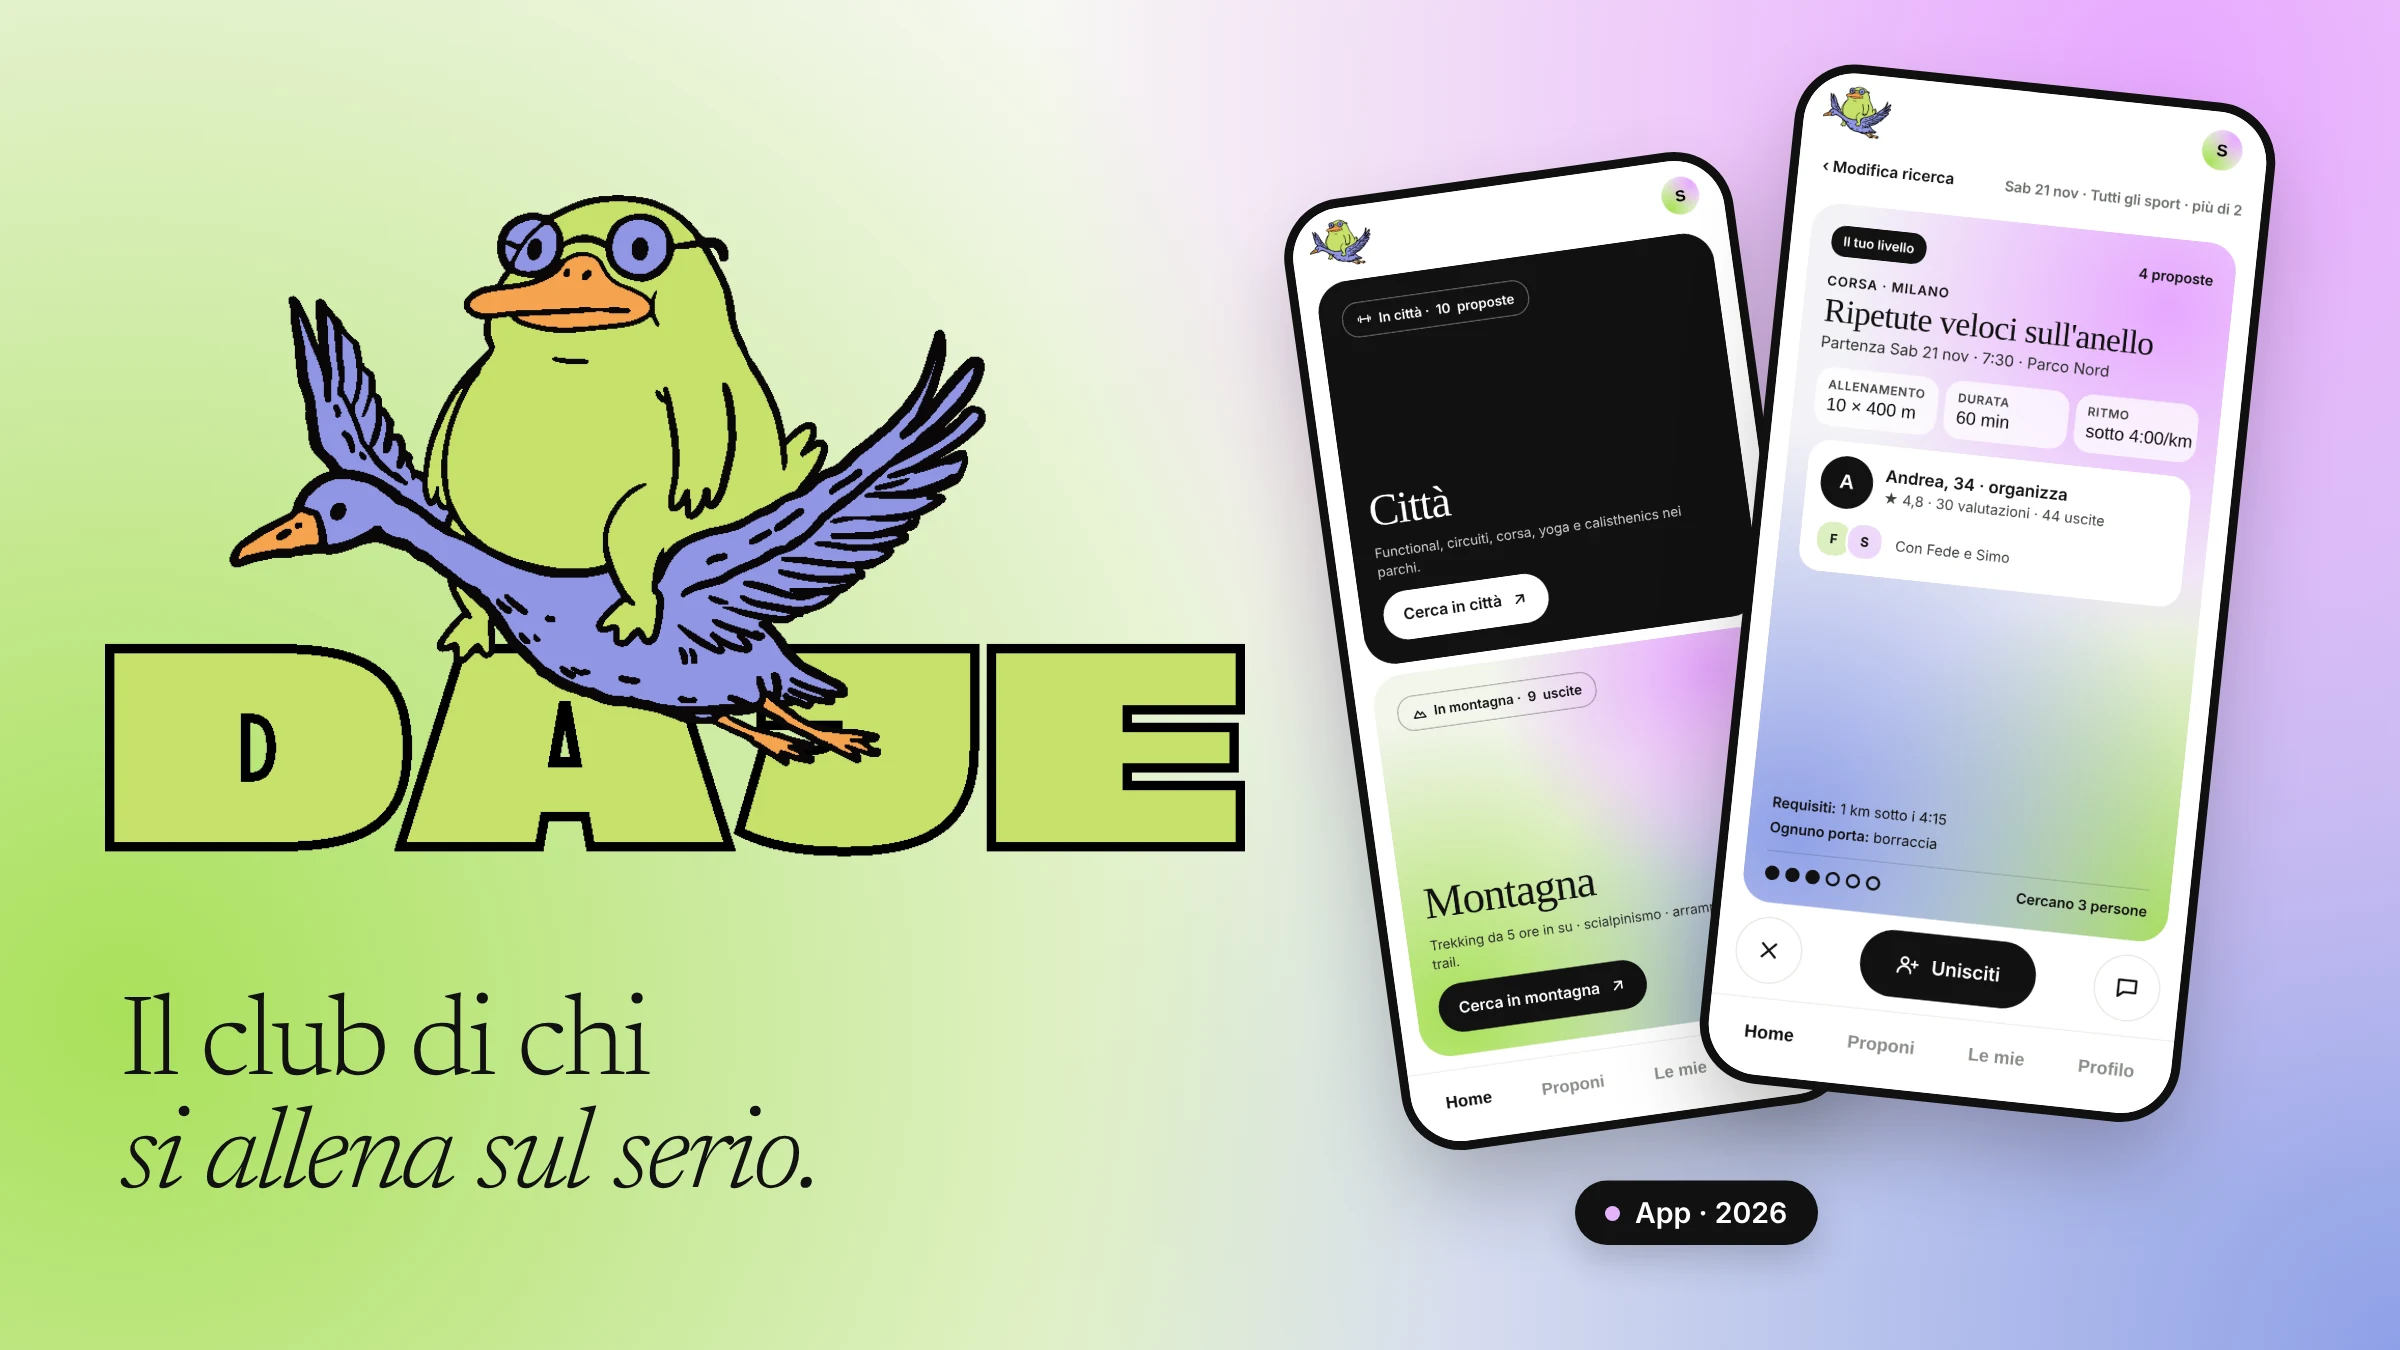 DAJE
Il club di chi
si allena sul serio.
S
In città · 10 proposte
Città
Functional, circuiti, corsa, yoga e calisthenics nei
parchi.
Cerca in città
In montagna · 9 uscite
Montagna
Trekking da 5 ore in su · scialpinismo ·
trail.
Cerca in montagna
Home Proponi Le mie
S
‹ Modifica ricerca
Sab 21 nov · Tutti gli sport · più di 2
Il tuo livello
4 proposte
CORSA · MILANO
Ripetute veloci sull'anello
Partenza Sab 21 nov · 7:30 · Parco Nord
ALLENAMENTO
10 × 400 m
DURATA
60 min
RITMO
sotto 4:00/km
A
Andrea, 34 · organizza
★ 4,8 · 30 valutazioni · 44 uscite
F S Con Fede e Simo
Requisiti: 1 km sotto i 4:15
Ognuno porta: borraccia
Cercano 3 persone
Unisciti
Home Proponi Le mie Profilo
App · 2026